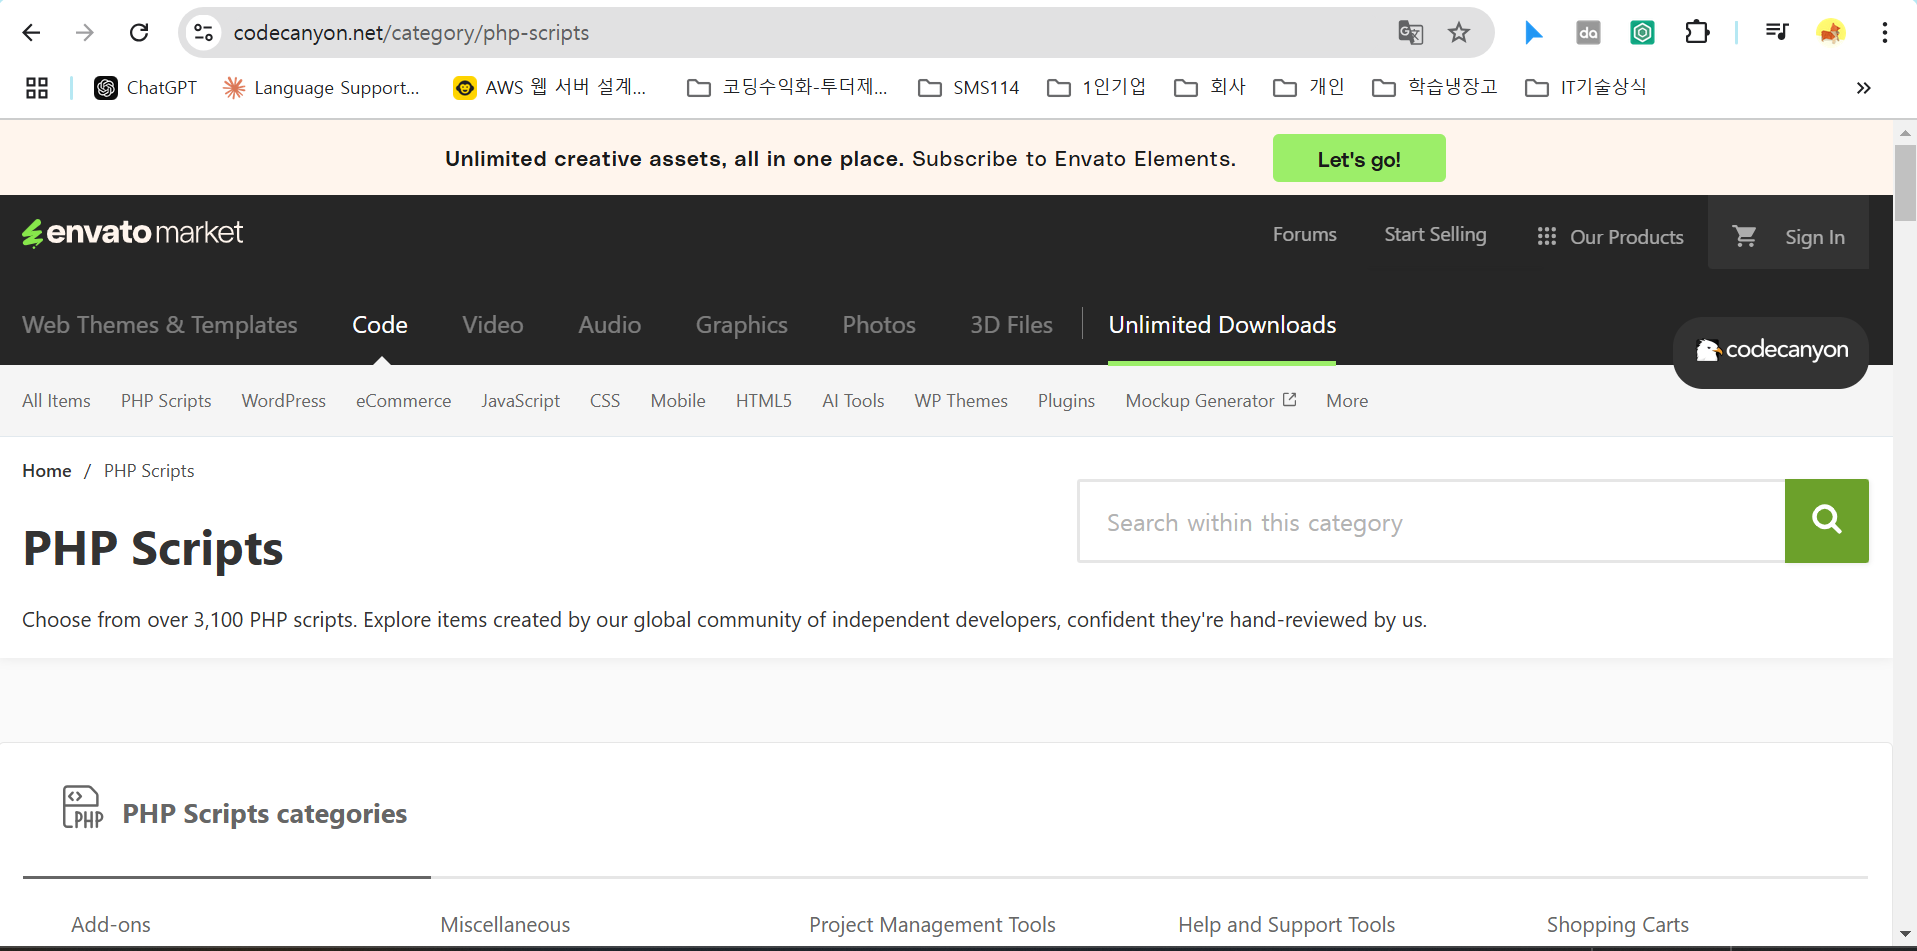 codecanyon.net/category/php-scripts
ChatGPT Language Support... AWS 웹 서버 설계... 코딩수익화-투더제... SMS114 1인기업 회사 개인 학습냉장고 IT기술상식 »
Unlimited creative assets, all in one place. Subscribe to Envato Elements. Let's go!
envato market Forums Start Selling Our Products Sign In
Web Themes & Templates Code Video Audio Graphics Photos 3D Files Unlimited Downloads
codecanyon
All Items PHP Scripts WordPress eCommerce JavaScript CSS Mobile HTML5 AI Tools WP Themes Plugins Mockup Generator More
Home / PHP Scripts
Search within this category
PHP Scripts
Choose from over 3,100 PHP scripts. Explore items created by our global community of independent developers, confident they're hand-reviewed by us.
PHP PHP Scripts categories
Add-ons Miscellaneous Project Management Tools Help and Support Tools Shopping Carts